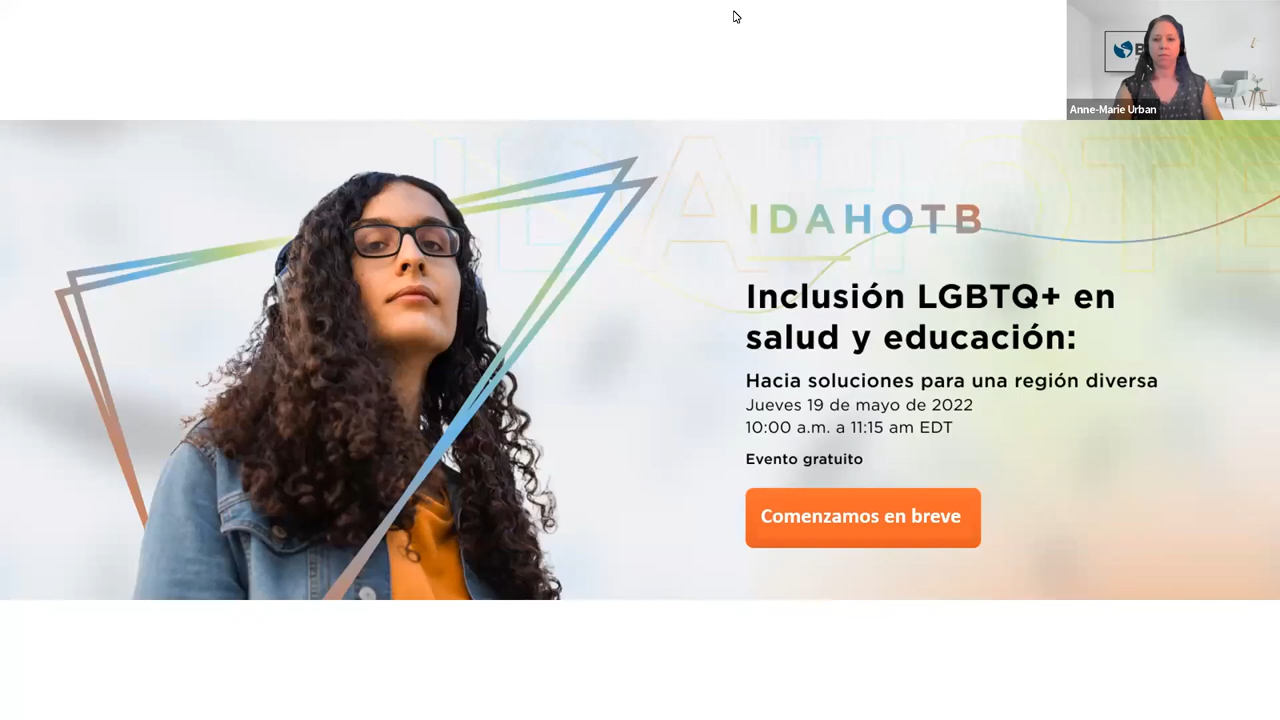 Anne-Marie Urban
IDAHOTB
Inclusión LGBTQ+ en
salud y educación:
Hacia soluciones para una región diversa
Jueves 19 de mayo de 2022
10:00 a.m. a 11:15 am EDT
Evento gratuito
Comenzamos en breve